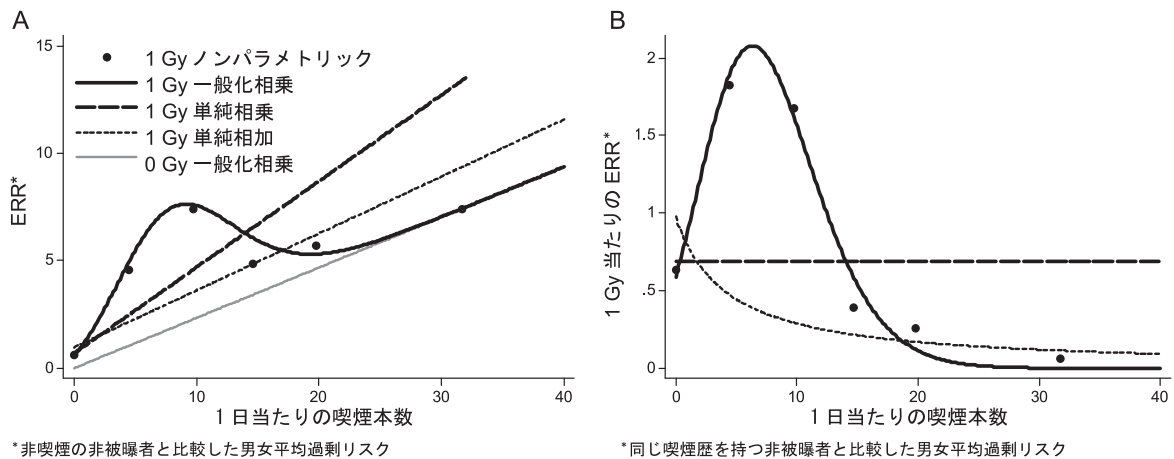 A
ERR*
15
10
5
0
1 Gy ノンパラメトリック
1 Gy 一般化相乗
1 Gy 単純相乗
1 Gy 単純相加
0 Gy 一般化相乗
0 10 20 30 40
1 日当たりの喫煙本数
*非喫煙の非被曝者と比較した男女平均過剰リスク
B
1 Gy 当たりの ERR*
2
1.5
1
.5
0
0 10 20 30 40
1 日当たりの喫煙本数
*同じ喫煙歴を持つ非被曝者と比較した男女平均過剰リスク